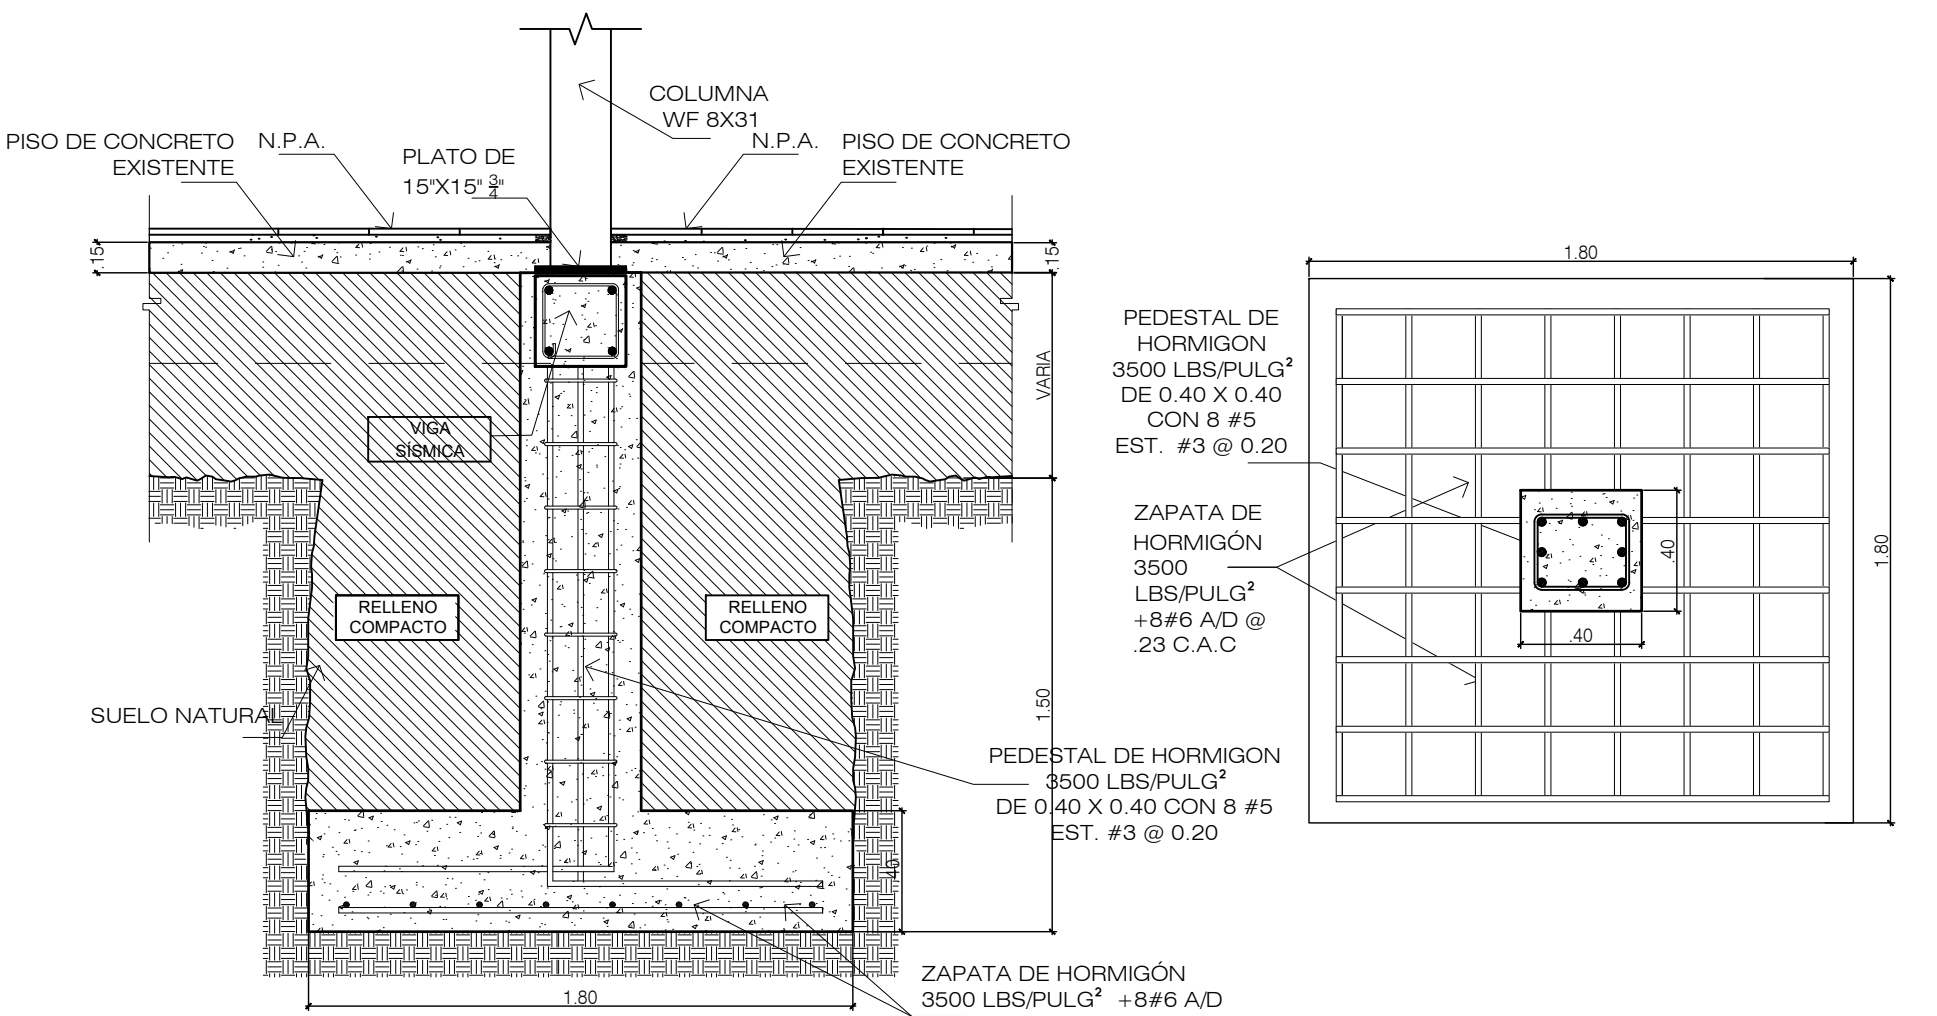 COLUMNA
WF 8X31
PISO DE CONCRETO
EXISTENTE
N.P.A.
PLATO DE
15"X15" 3/4"
N.P.A.
PISO DE CONCRETO
EXISTENTE
.15
.15
VARIA
VIGA
SÍSMICA
RELLENO
COMPACTO
RELLENO
COMPACTO
SUELO NATURAL
1.50
PEDESTAL DE HORMIGON
3500 LBS/PULG²
DE 0.40 X 0.40 CON 8 #5
EST. #3 @ 0.20
.40
1.80
ZAPATA DE HORMIGÓN
3500 LBS/PULG² +8#6 A/D
1.80
PEDESTAL DE
HORMIGON
3500 LBS/PULG²
DE 0.40 X 0.40
CON 8 #5
EST. #3 @ 0.20
ZAPATA DE
HORMIGÓN
3500
LBS/PULG²
+8#6 A/D @
.23 C.A.C
.40
.40
1.80